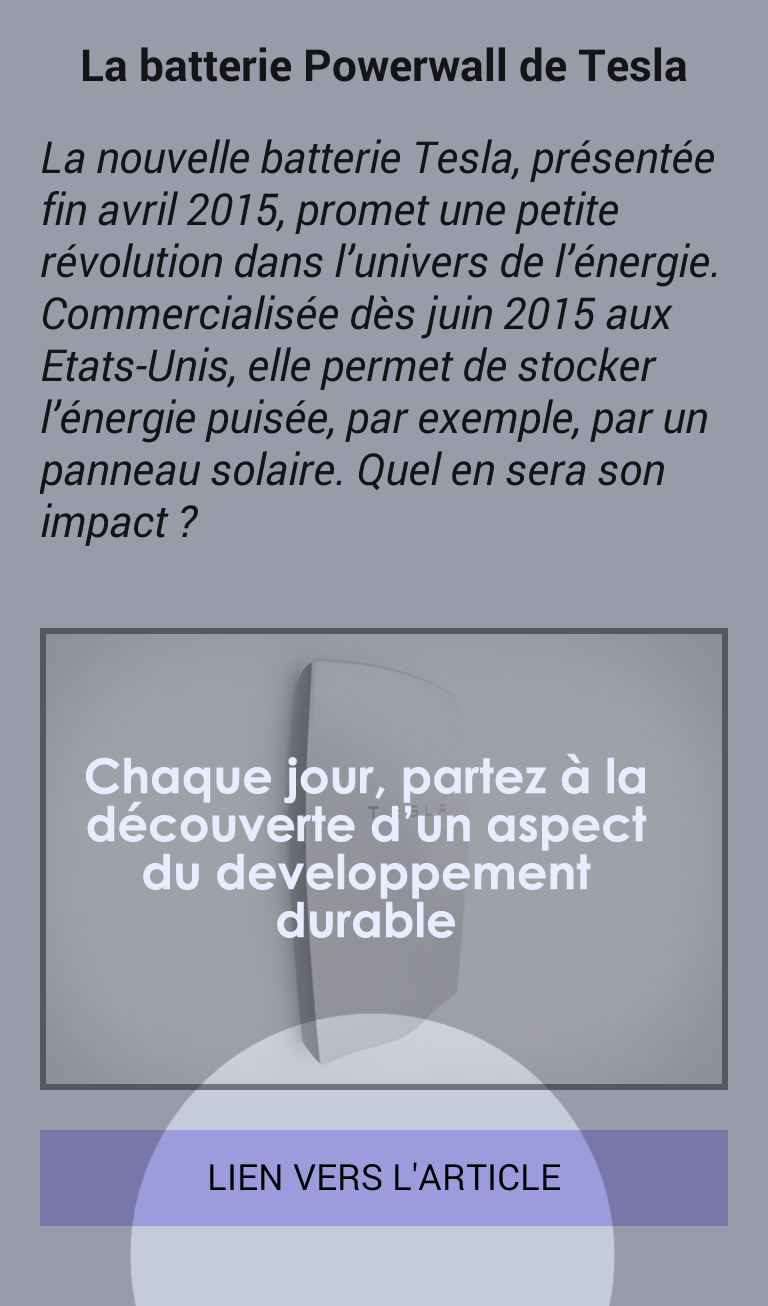 La batterie Powerwall de Tesla
La nouvelle batterie Tesla, présentée
fin avril 2015, promet une petite
révolution dans l’univers de l’énergie.
Commercialisée dès juin 2015 aux
Etats-Unis, elle permet de stocker
l’énergie puisée, par exemple, par un
panneau solaire. Quel en sera son
impact ?
Chaque jour, partez à la
découverte d’un aspect
du developpement
durable
LIEN VERS L'ARTICLE